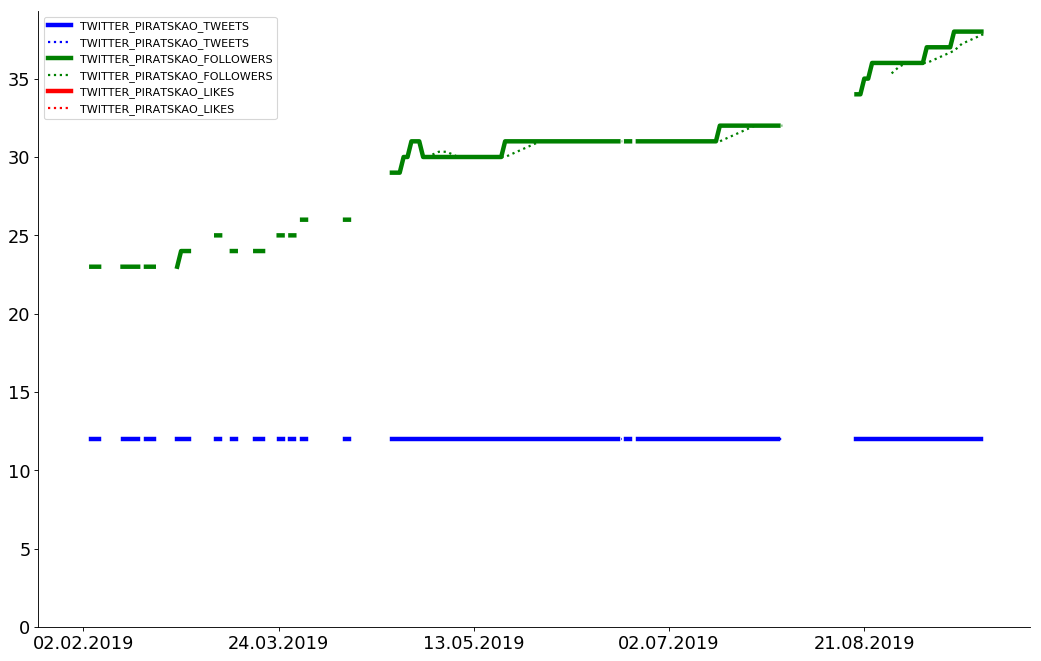 TWITTER_PIRATSKAO_TWEETS
TWITTER_PIRATSKAO_TWEETS
TWITTER_PIRATSKAO_FOLLOWERS
TWITTER_PIRATSKAO_FOLLOWERS
TWITTER_PIRATSKAO_LIKES
TWITTER_PIRATSKAO_LIKES
35
30
25
20
15
10
5
0
02.02.2019 24.03.2019 13.05.2019 02.07.2019 21.08.2019